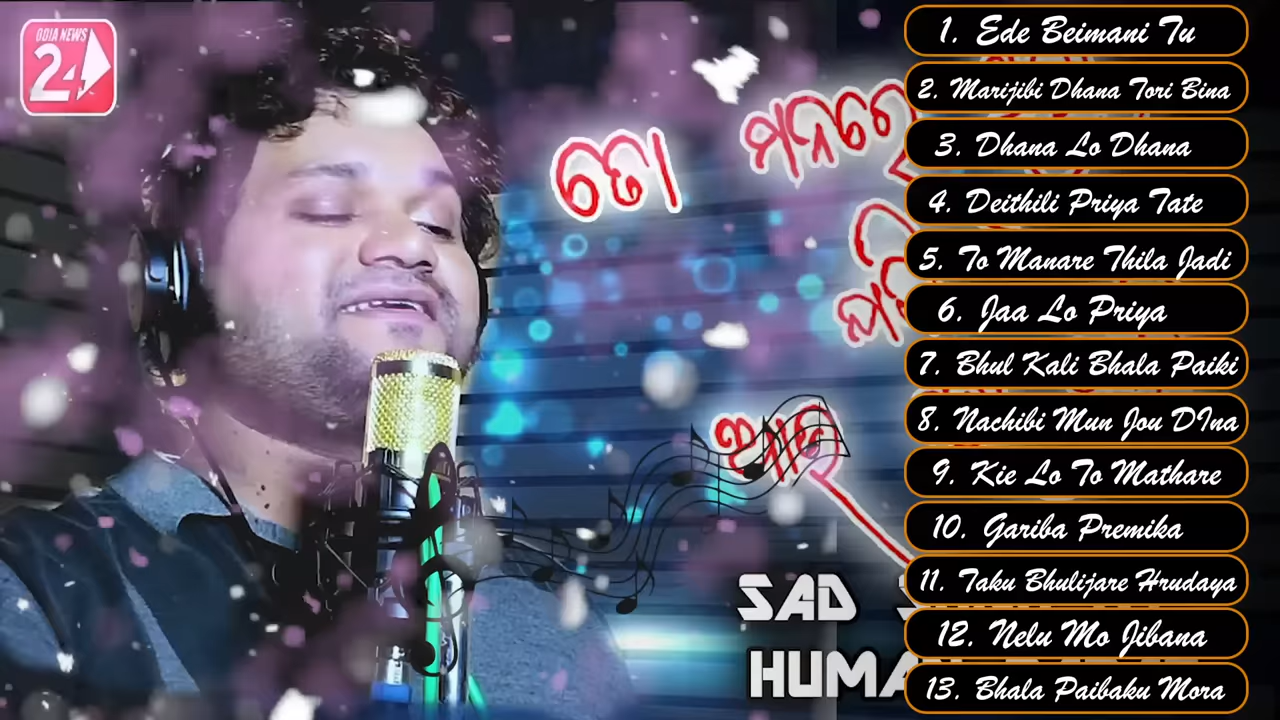 ODIA NEWS
24
1. Ede Beimani Tu
2. Marijibi Dhana Tori Bina
3. Dhana Lo Dhana
4. Deithili Priya Tate
5. To Manare Thila Jadi
6. Jaa Lo Priya
7. Bhul Kali Bhala Paiki
8. Nachibi Mun Jou DIna
9. Kie Lo To Mathare
10. Gariba Premika
11. Taku Bhulijare Hrudaya
12. Nelu Mo Jibana
13. Bhala Paibaku Mora
ତୋ ମନରେ
SAD
HUMA